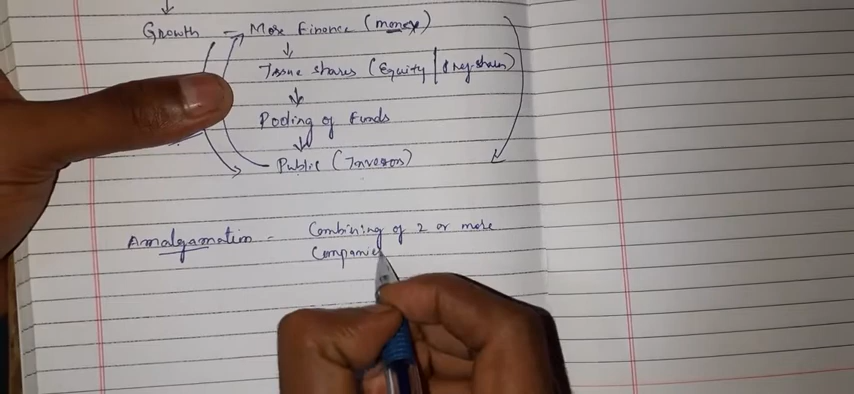 Growth - More Finance (money)
Issue shares (Equity | Pref. shares)
Pooling of Funds
Public (Investors)
Amalgamation - Combining of 2 or more
Companie